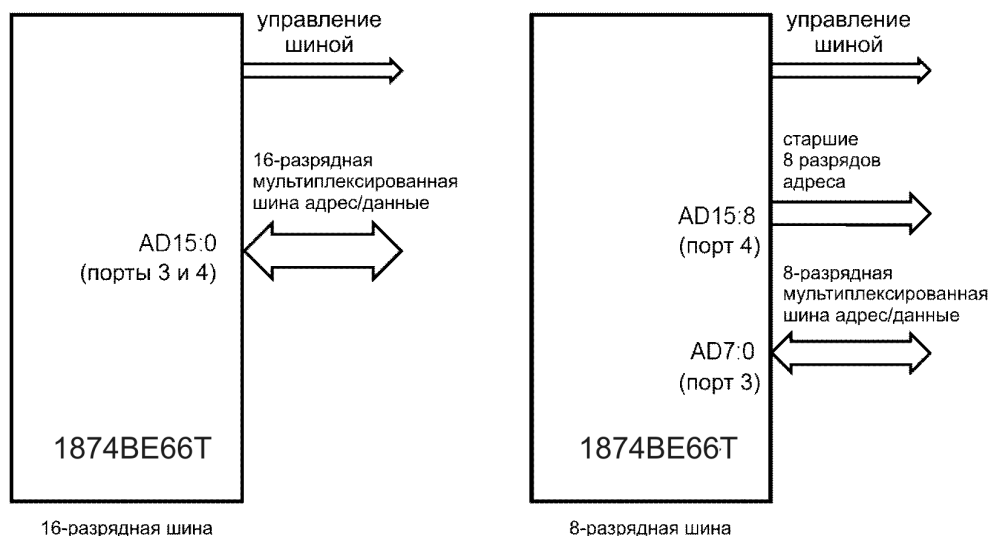 управление
шиной
16-разрядная
мультиплексированная
шина адрес/данные
AD15:0
(порты 3 и 4)
1874ВЕ66Т
16-разрядная шина
управление
шиной
старшие
8 разрядов
адреса
AD15:8
(порт 4)
8-разрядная
мультиплексированная
шина адрес/данные
AD7:0
(порт 3)
1874ВЕ66Т
8-разрядная шина